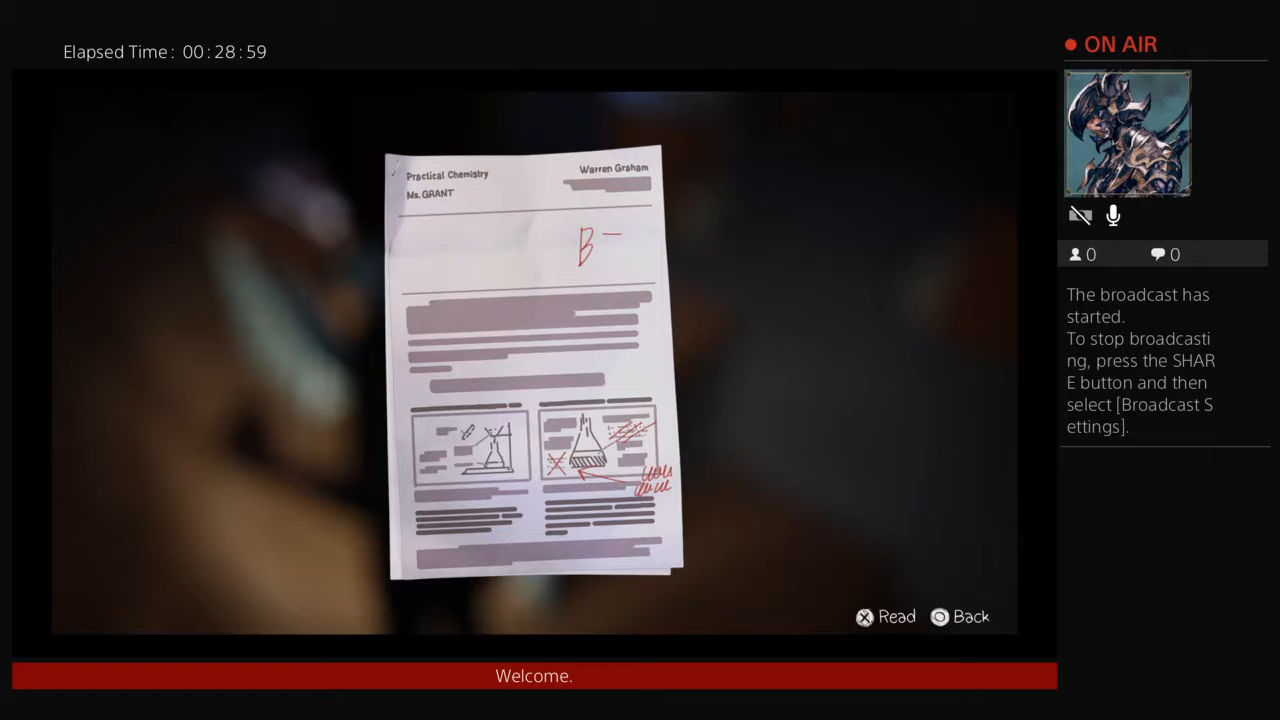 Elapsed Time: 00:28:59
ON AIR
Practical Chemistry
Warren Graham
Ms. GRANT
B-
0
0
The broadcast has
started.
To stop broadcasti
ng, press the SHAR
E button and then
select [Broadcast S
ettings].
Read
Back
Welcome.